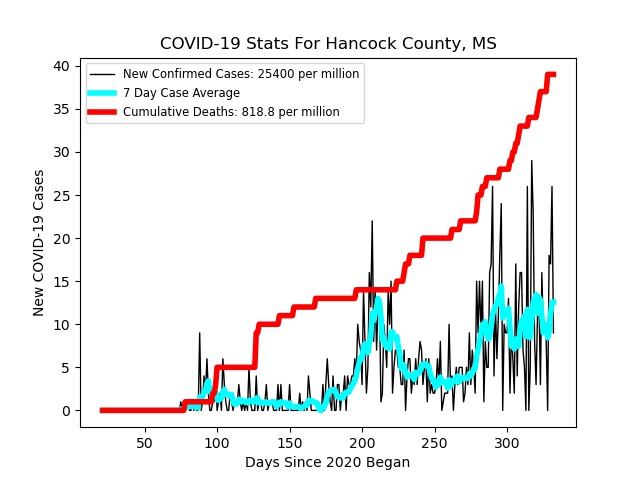 COVID-19 Stats For Hancock County, MS
New Confirmed Cases: 25400 per million
7 Day Case Average
Cumulative Deaths: 818.8 per million
New COVID-19 Cases
40
35
30
25
20
15
10
5
0
50 100 150 200 250 300
Days Since 2020 Began